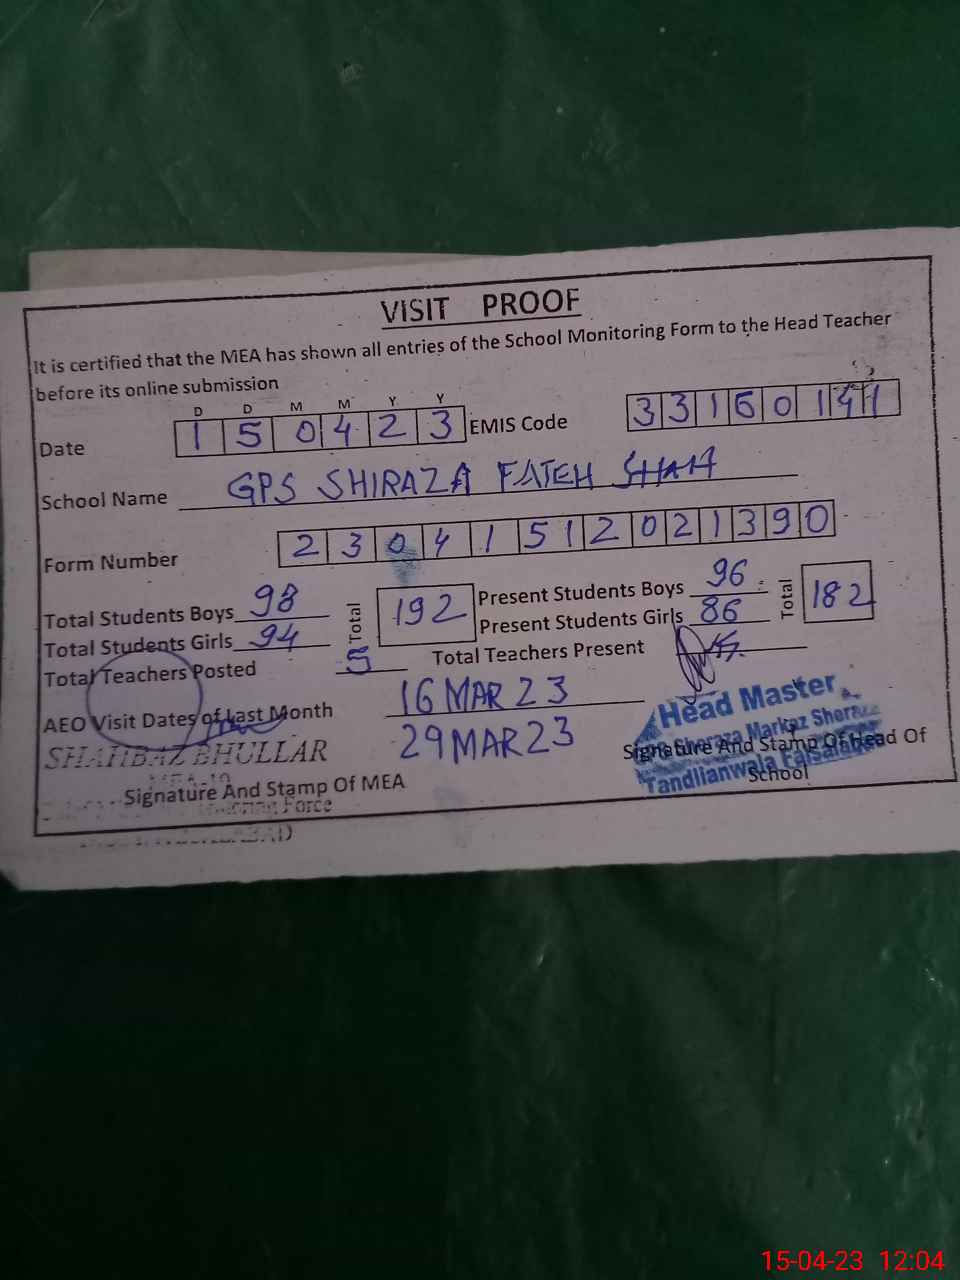 VISIT PROOF
It is certified that the MEA has shown all entries of the School Monitoring Form to the Head Teacher
before its online submission
D D M M Y Y
Date 1 5 0 4 2 3 EMIS Code 3 3 1 6 0 1 4 1
School Name GPS SHIRAZA FATEH SHAH
Form Number 2 3 0 4 1 5 1 2 0 2 1 3 9 0
Total Students Boys 98 Total 192 Present Students Boys 96 Total 182
Total Students Girls 94 Present Students Girls 86
Total Teachers Posted 5 Total Teachers Present
AEO Visit Dates of Last Month 16 MAR 23
29 MAR 23
SHAHBAZ BHULLAR
Signature And Stamp Of MEA
Force
Head Master
Sheraza Markaz
Tandlianwala Faisalabad
Signature And Stamp Of Head Of
School
15-04-23 12:04